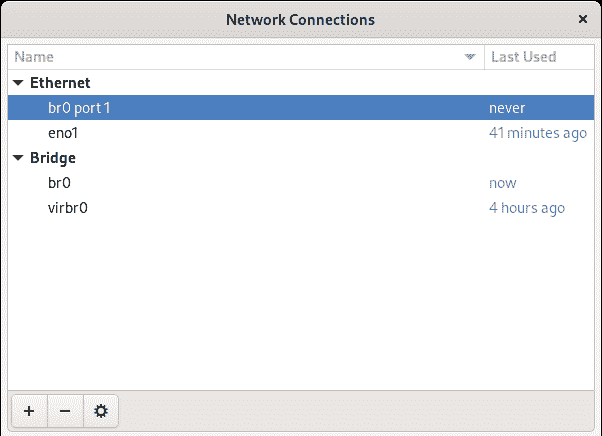 Network Connections
Name Last Used
Ethernet
br0 port 1 never
eno1 41 minutes ago
Bridge
br0 now
virbr0 4 hours ago